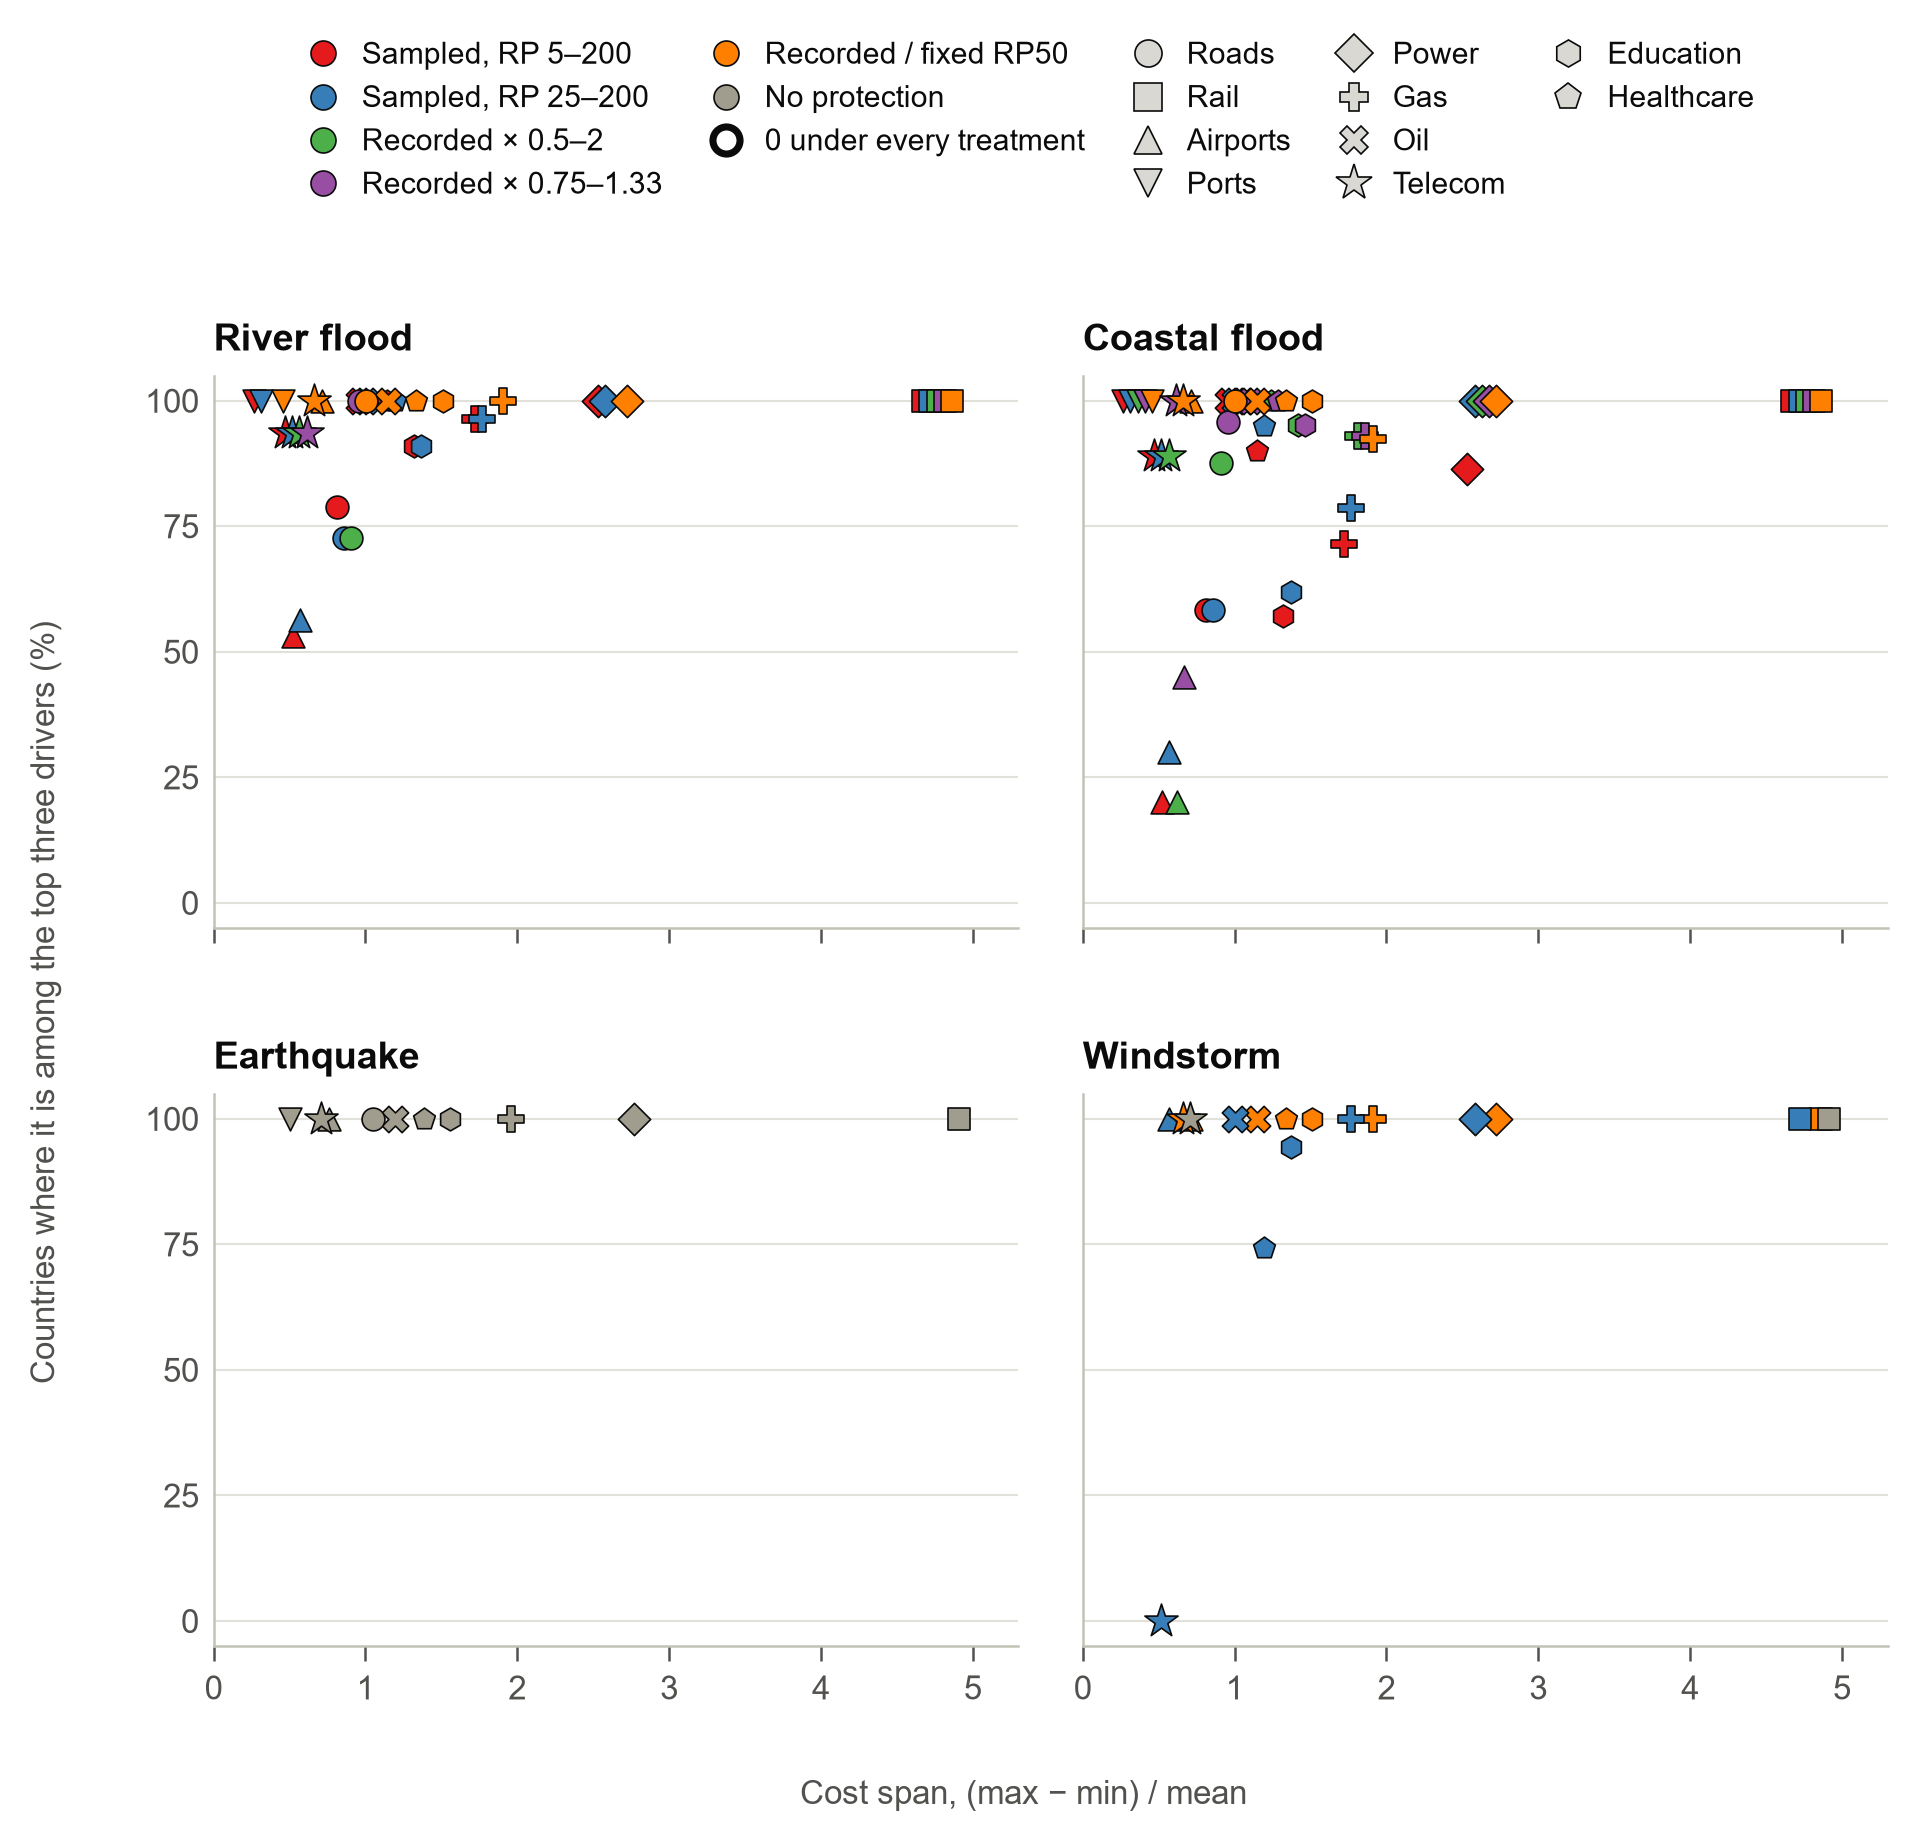 Sampled, RP 5–200
Sampled, RP 25–200
Recorded × 0.5–2
Recorded × 0.75–1.33
Recorded / fixed RP50
No protection
0 under every treatment
Roads
Rail
Airports
Ports
Power
Gas
Oil
Telecom
Education
Healthcare
River flood
Coastal flood
100
75
50
25
0
Countries where it is among the top three drivers (%)
Earthquake
Windstorm
100
75
50
25
0
0 1 2 3 4 5
0 1 2 3 4 5
Cost span, (max − min) / mean